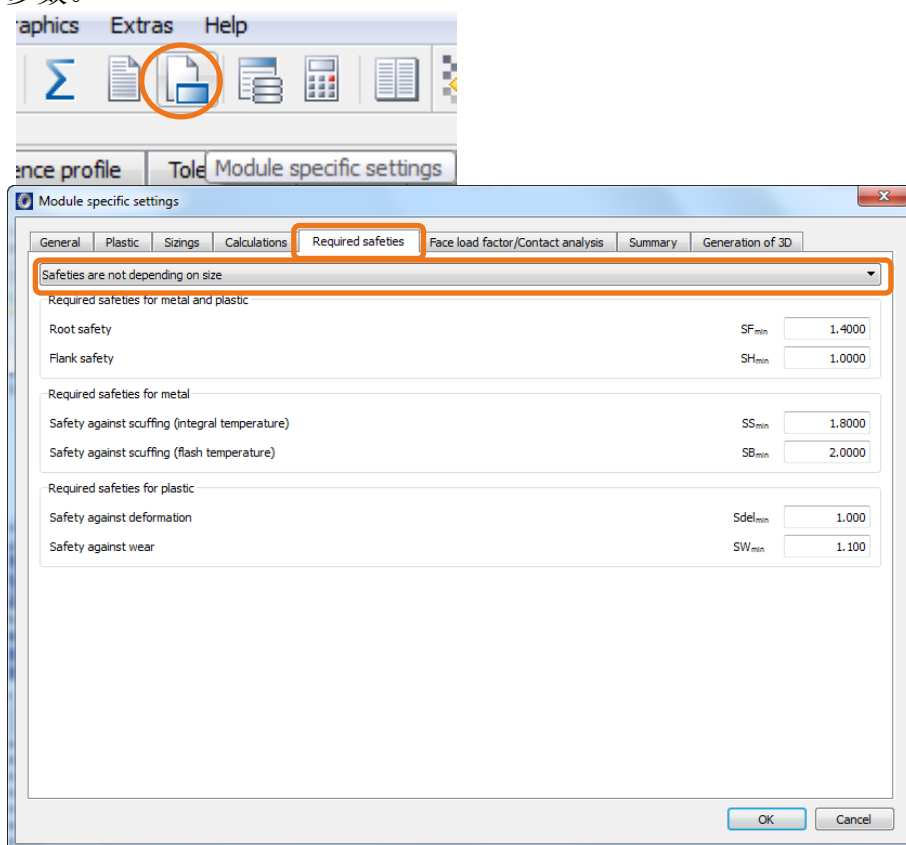 参数。
aphics Extras Help
ence profile Tole Module specific settings
Module specific settings
General Plastic Sizings Calculations Required safeties Face load factor/Contact analysis Summary Generation of 3D
Safeties are not depending on size
Required safeties for metal and plastic
Root safety SFmin 1.4000
Flank safety SHmin 1.0000
Required safeties for metal
Safety against scuffing (integral temperature) SSmin 1.8000
Safety against scuffing (flash temperature) SBmin 2.0000
Required safeties for plastic
Safety against deformation Sdelmin 1.000
Safety against wear SWmin 1.100
OK Cancel